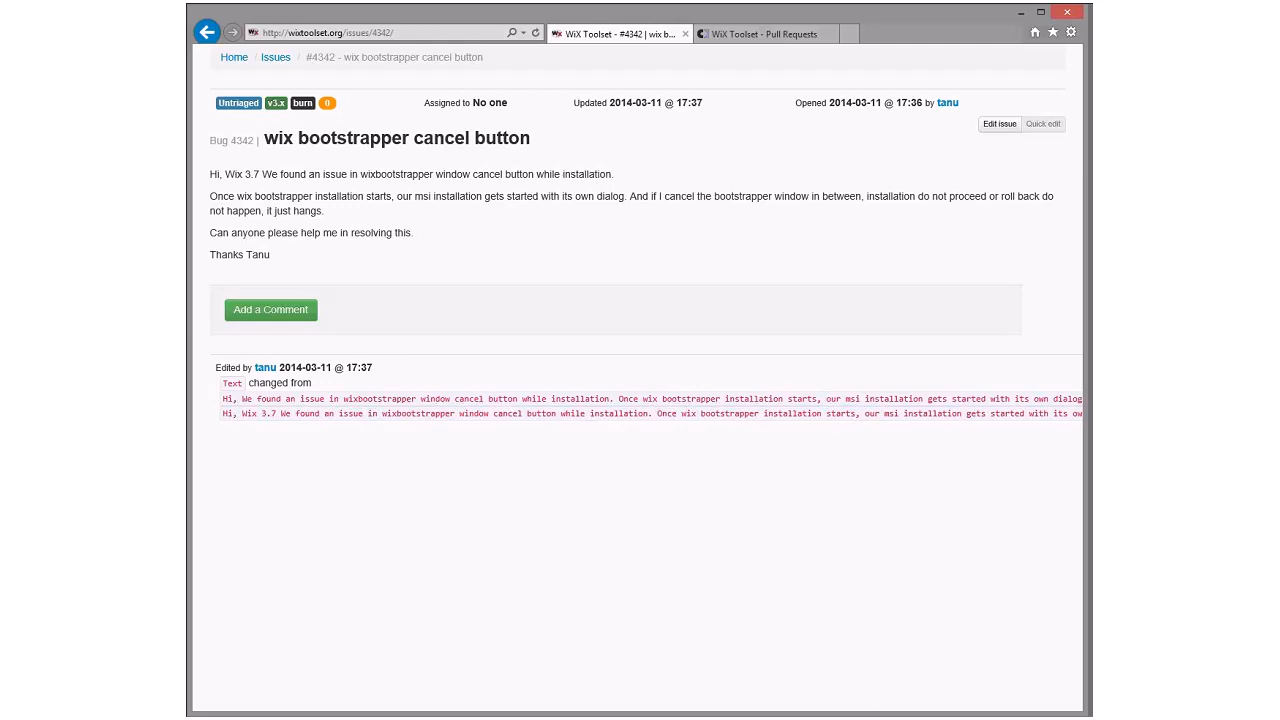 http://wixtoolset.org/issues/4342/
WiX Toolset - #4342 | wix b...
WiX Toolset - Pull Requests
Home / Issues / #4342 - wix bootstrapper cancel button
Untriaged v3.x burn 0
Assigned to No one
Updated 2014-03-11 @ 17:37
Opened 2014-03-11 @ 17:36 by tanu
Edit issue Quick edit
Bug 4342 | wix bootstrapper cancel button
Hi, Wix 3.7 We found an issue in wixbootstrapper window cancel button while installation.
Once wix bootstrapper installation starts, our msi installation gets started with its own dialog. And if I cancel the bootstrapper window in between, installation do not proceed or roll back do
not happen, it just hangs.
Can anyone please help me in resolving this.
Thanks Tanu
Add a Comment
Edited by tanu 2014-03-11 @ 17:37
Text changed from
Hi, We found an issue in wixbootstrapper window cancel button while installation. Once wix bootstrapper installation starts, our msi installation gets started with its own dialog
Hi, Wix 3.7 We found an issue in wixbootstrapper window cancel button while installation. Once wix bootstrapper installation starts, our msi installation gets started with its ow